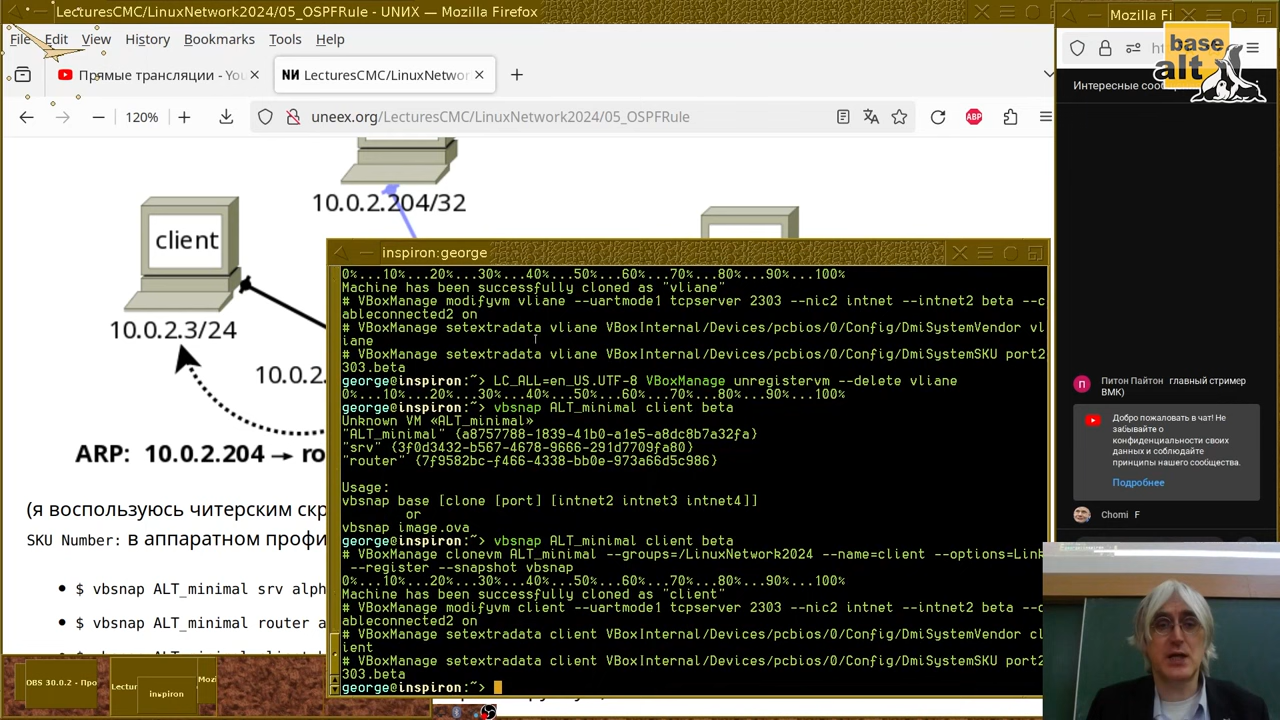 LecturesCMC/LinuxNetwork2024/05_OSPFRule - UNИX — Mozilla Firefox
Mozilla Fi
base
alt
File Edit View History Bookmarks Tools Help
Прямые трансляции - You
LecturesCMC/LinuxNetwor
120%
uneex.org/LecturesCMC/LinuxNetwork2024/05_OSPFRule
ABP
Интересные соо
10.0.2.204/32
client
10.0.2.3/24
10.0.2.
ARP: 10.0.2.204 → ro
(я воспользуюсь читерским скр
SKU Number: в аппаратном профи
$ vbsnap ALT_minimal srv alph
$ vbsnap ALT_minimal router a
inspiron:george
0%...10%...20%...30%...40%...50%...60%...70%...80%...90%...100%
Machine has been successfully cloned as "vliane"
# VBoxManage modifyvm vliane --uartmode1 tcpserver 2303 --nic2 intnet --intnet2 beta --c
ableconnected2 on
# VBoxManage setextradata vliane VBoxInternal/Devices/pcbios/0/Config/DmiSystemVendor vl
iane
# VBoxManage setextradata vliane VBoxInternal/Devices/pcbios/0/Config/DmiSystemSKU port2
303.beta
george@inspiron:~> LC_ALL=en_US.UTF-8 VBoxManage unregistervm --delete vliane
0%...10%...20%...30%...40%...50%...60%...70%...80%...90%...100%
george@inspiron:~> vbsnap ALT_minimal client beta
Unknown VM «ALT_minimal»
"ALT_minimal" {a8757788-1839-41b0-a1e5-a8dc8b7a32fa}
"srv" {3f0d3432-b567-4678-9666-291d7709fa80}
"router" {7f9582bc-f466-4338-bb0e-973a66d5c986}
Usage:
vbsnap base [clone [port] [intnet2 intnet3 intnet4]]
or
vbsnap image.ova
george@inspiron:~> vbsnap ALT_minimal client beta
# VBoxManage clonevm ALT_minimal --groups=/LinuxNetwork2024 --name=client --options=Link
--register --snapshot vbsnap
0%...10%...20%...30%...40%...50%...60%...70%...80%...90%...100%
Machine has been successfully cloned as "client"
# VBoxManage modifyvm client --uartmode1 tcpserver 2303 --nic2 intnet --intnet2 beta --c
ableconnected2 on
# VBoxManage setextradata client VBoxInternal/Devices/pcbios/0/Config/DmiSystemVendor cl
ient
# VBoxManage setextradata client VBoxInternal/Devices/pcbios/0/Config/DmiSystemSKU port2
303.beta
george@inspiron:~>
П
Питон Пайтон главный стример
ВМК)
Добро пожаловать в чат! Не
забывайте о
конфиденциальности своих
данных и соблюдайте
принципы нашего сообщества.
Подробнее
Chomi F
OBS 30.0.2 - Про
Lectur
inspiron
Mozi